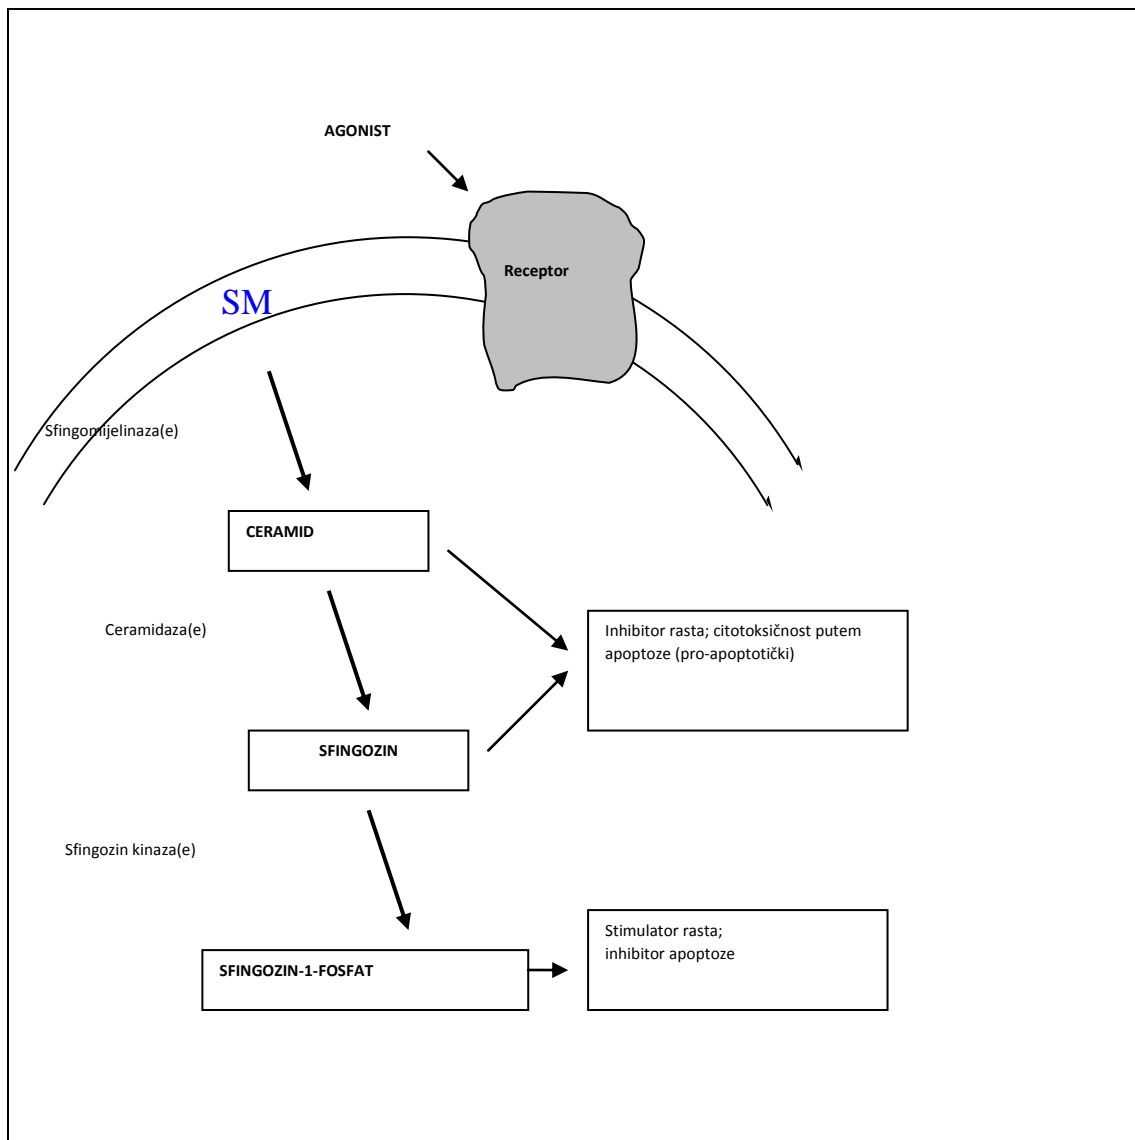 AGONIST
Receptor
SM
Sfingomijelinaza(e)
CERAMID
Ceramidaza(e)
Inhibitor rasta; citotoksičnost putem
apoptoze (pro-apoptotički)
SFINGOZIN
Sfingozin kinaza(e)
Stimulator rasta;
inhibitor apoptoze
SFINGOZIN-1-FOSFAT